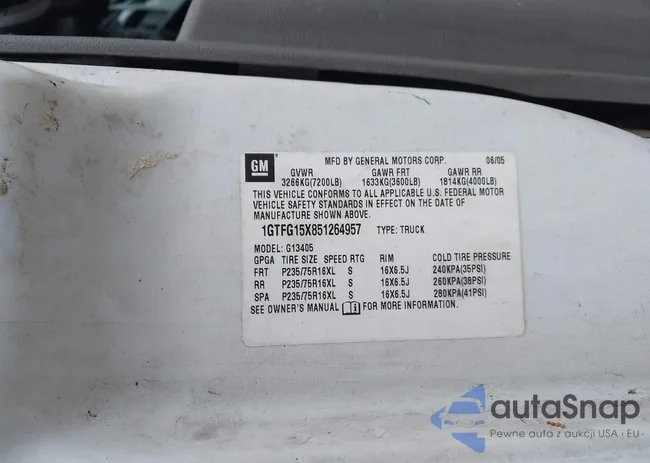 GM
MFD BY GENERAL MOTORS CORP. 06/05
GVWR GAWR FRT GAWR RR
3266KG(7200LB) 1633KG(3600LB) 1814KG(4000LB)
THIS VEHICLE CONFORMS TO ALL APPLICABLE U.S. FEDERAL MOTOR
VEHICLE SAFETY STANDARDS IN EFFECT ON THE DATE OF
MANUFACTURE SHOWN ABOVE.
1GTFG15X851264957 TYPE: TRUCK
MODEL: G13405
GPGA TIRE SIZE SPEED RTG RIM COLD TIRE PRESSURE
FRT P235/75R16XL S 16X6.5J 240KPA(35PSI)
RR P235/75R16XL S 16X6.5J 260KPA(38PSI)
SPA P235/75R16XL S 16X6.5J 280KPA(41PSI)
SEE OWNER'S MANUAL FOR MORE INFORMATION.
autaSnap
Pewne auta z aukcji USA i EU